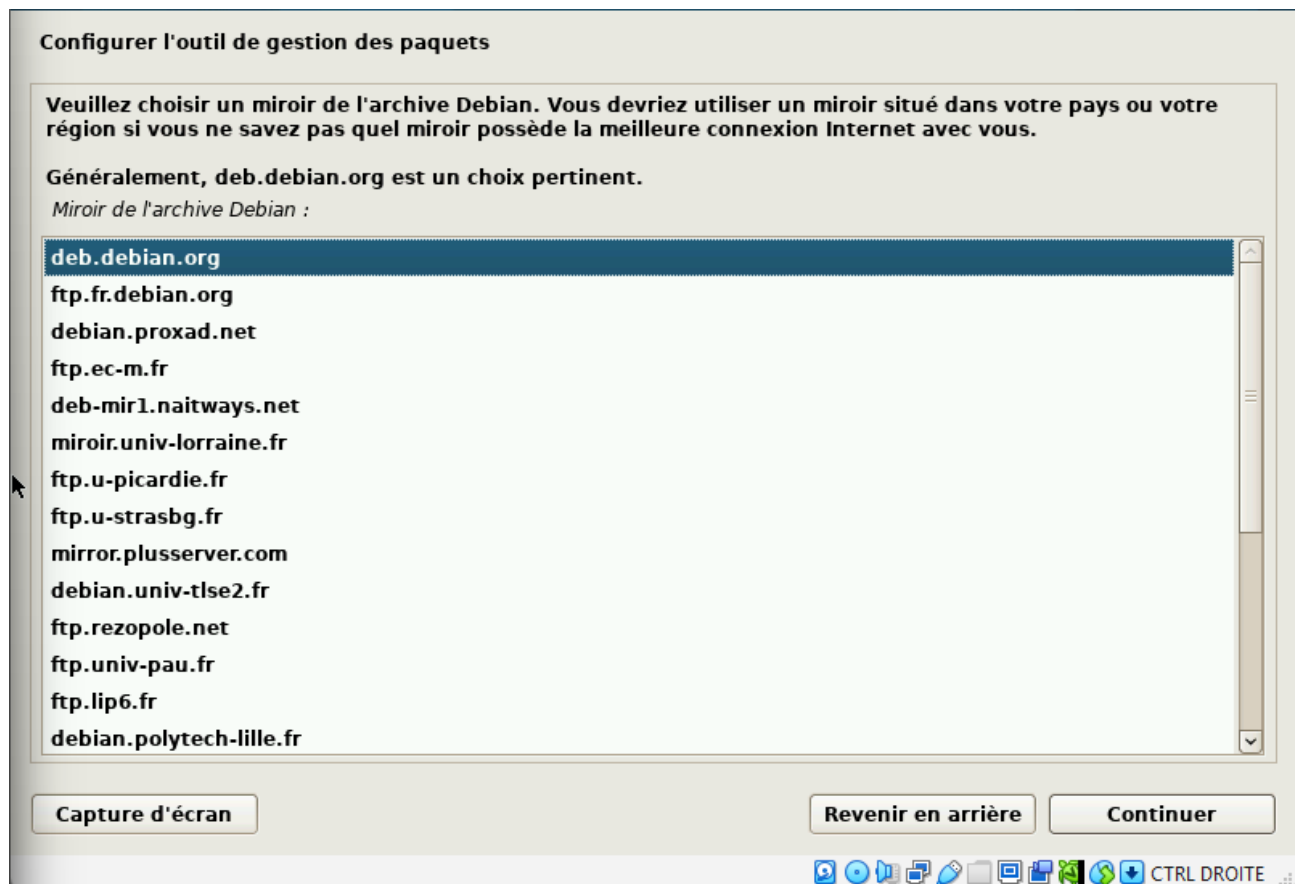 Configurer l'outil de gestion des paquets
Veuillez choisir un miroir de l'archive Debian. Vous devriez utiliser un miroir situé dans votre pays ou votre
région si vous ne savez pas quel miroir possède la meilleure connexion Internet avec vous.
Généralement, deb.debian.org est un choix pertinent.
Miroir de l'archive Debian :
deb.debian.org
ftp.fr.debian.org
debian.proxad.net
ftp.ec-m.fr
deb-mir1.naitways.net
miroir.univ-lorraine.fr
ftp.u-picardie.fr
ftp.u-strasbg.fr
mirror.plusserver.com
debian.univ-tlse2.fr
ftp.rezopole.net
ftp.univ-pau.fr
ftp.lip6.fr
debian.polytech-lille.fr
Capture d'écran
Revenir en arrière
Continuer
CTRL DROITE